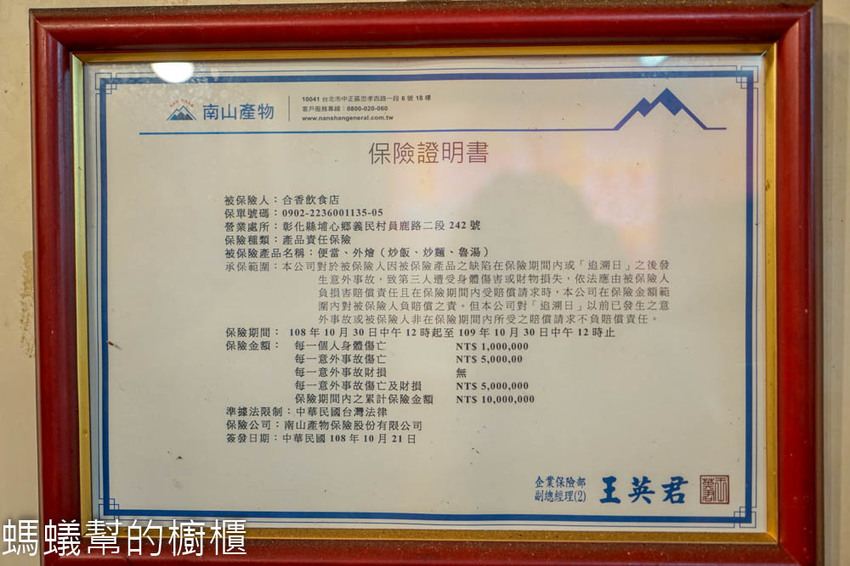 南山產物
10041 台北市中正區忠孝西路一段 6 號 18 樓
客戶服務專線：0800-020-060
www.nanshangeneral.com.tw
保險證明書
被保險人：合香飲食店
保單號碼：0902-2236001135-05
營業處所：彰化縣埔心鄉義民村員鹿路二段 242 號
保險種類：產品責任保險
被保險產品名稱：便當、外燴（炒飯、炒麵、魯湯）
承保範圍：本公司對於被保險人因被保險產品之缺陷在保險期間內或「追溯日」之後發
生意外事故，致第三人遭受身體傷害或財物損失，依法應由被保險人
負損害賠償責任且在保險期間內受賠償請求時，本公司在保險金額範
圍內對被保險人負賠償之責。但本公司對「追溯日」以前已發生之意
外事故或被保險人非在保險期間內所受之賠償請求不負賠償責任。
保險期間： 108 年 10 月 30 日中午 12 時起至 109 年 10 月 30 日中午 12 時止
保險金額： 每一個人身體傷亡 NT$ 1,000,000
每一意外事故傷亡 NT$ 5,000,00
每一意外事故財損 無
每一意外事故傷亡及財損 NT$ 5,000,000
保險期間內之累計保險金額 NT$ 10,000,000
準據法限制：中華民國台灣法律
保險公司：南山產物保險股份有限公司
簽發日期：中華民國 108 年 10 月 21 日
企業保險部
副總經理(2) 王英君
螞蟻幫的櫥櫃